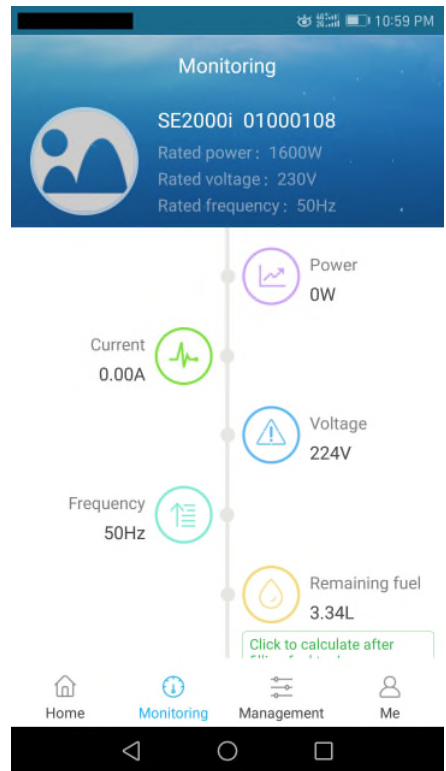 10:59 PM
Monitoring
SE2000i 01000108
Rated power: 1600W
Rated voltage: 230V
Rated frequency: 50Hz
Power
0W
Current
0.00A
Voltage
224V
Frequency
50Hz
Remaining fuel
3.34L
Click to calculate after
Home
Monitoring
Management
Me